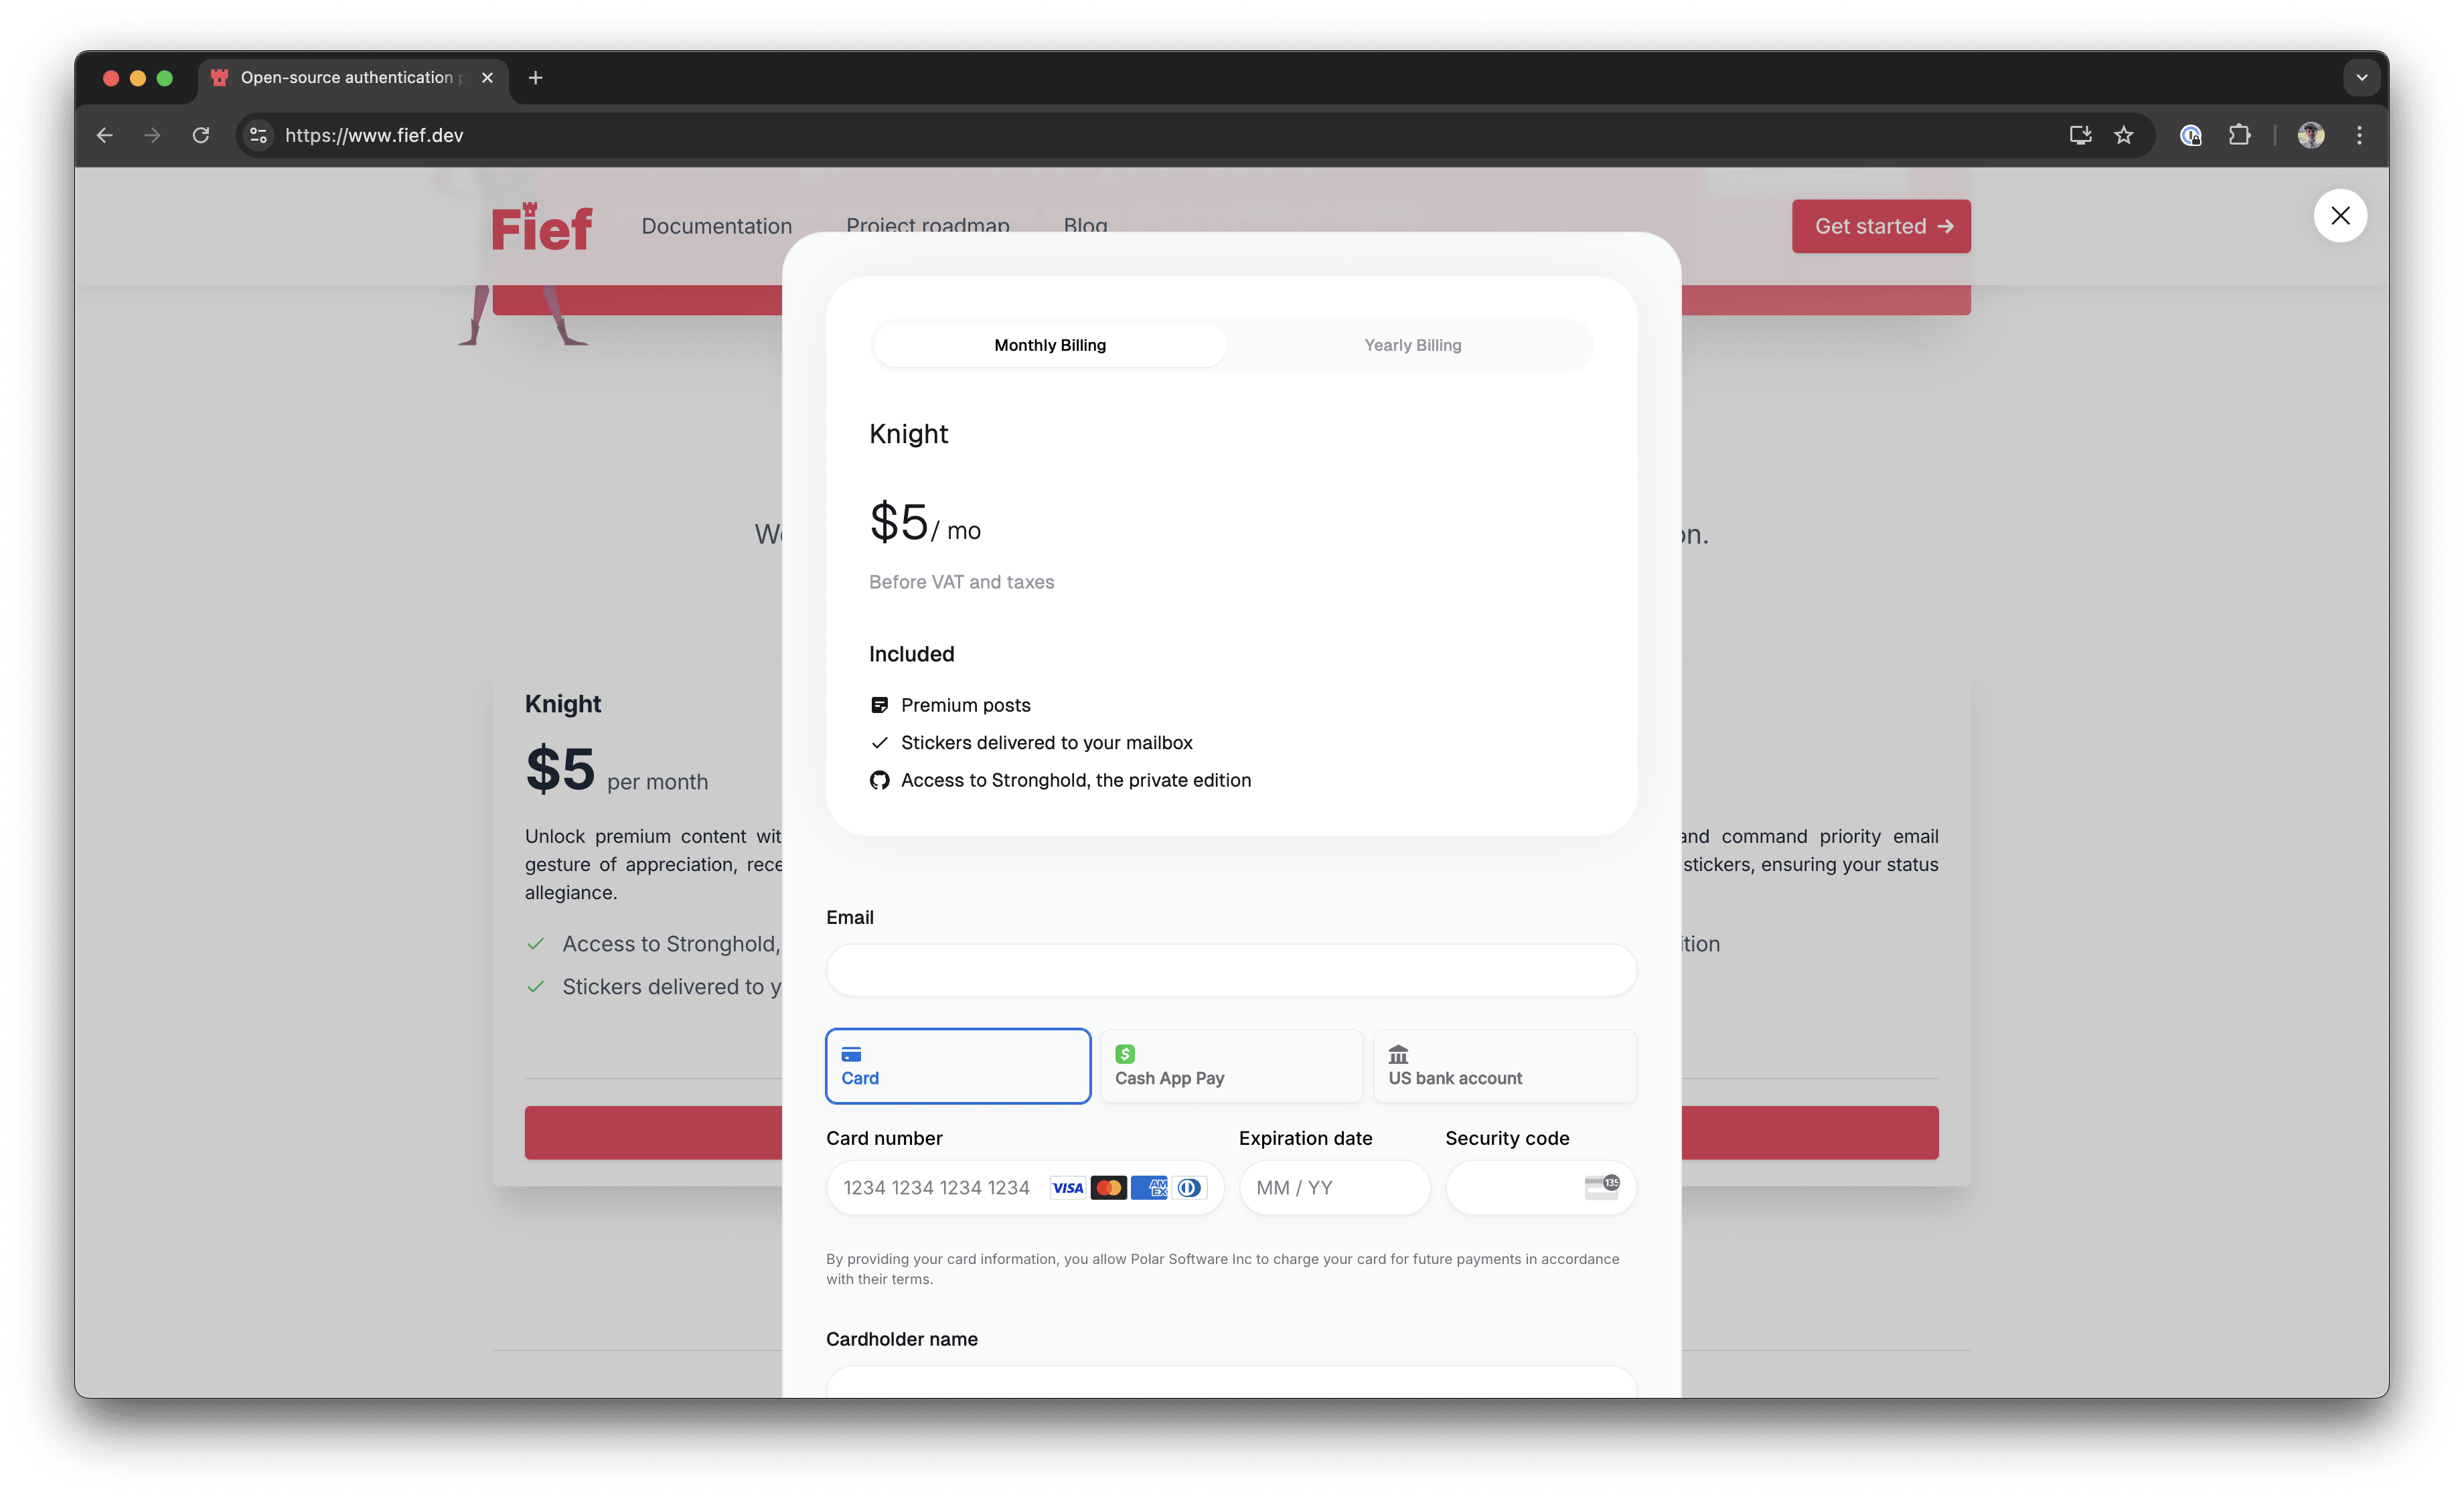 Open-source authentication
https://www.fief.dev
Fief
Documentation
Project roadmap
Blog
Get started →
Monthly Billing
Yearly Billing
Knight
$5/ mo
Before VAT and taxes
Included
Premium posts
Stickers delivered to your mailbox
Access to Stronghold, the private edition
Knight
$5 per month
Unlock premium content
gesture of appreciation,
allegiance.
Access to Stronghold,
Stickers delivered to
and command priority email
stickers, ensuring your status
Email
Card
Cash App Pay
US bank account
Card number
Expiration date
Security code
1234 1234 1234 1234
VISA
AM
EX
MM / YY
135
By providing your card information, you allow Polar Software Inc to charge your card for future payments in accordance
with their terms.
Cardholder name